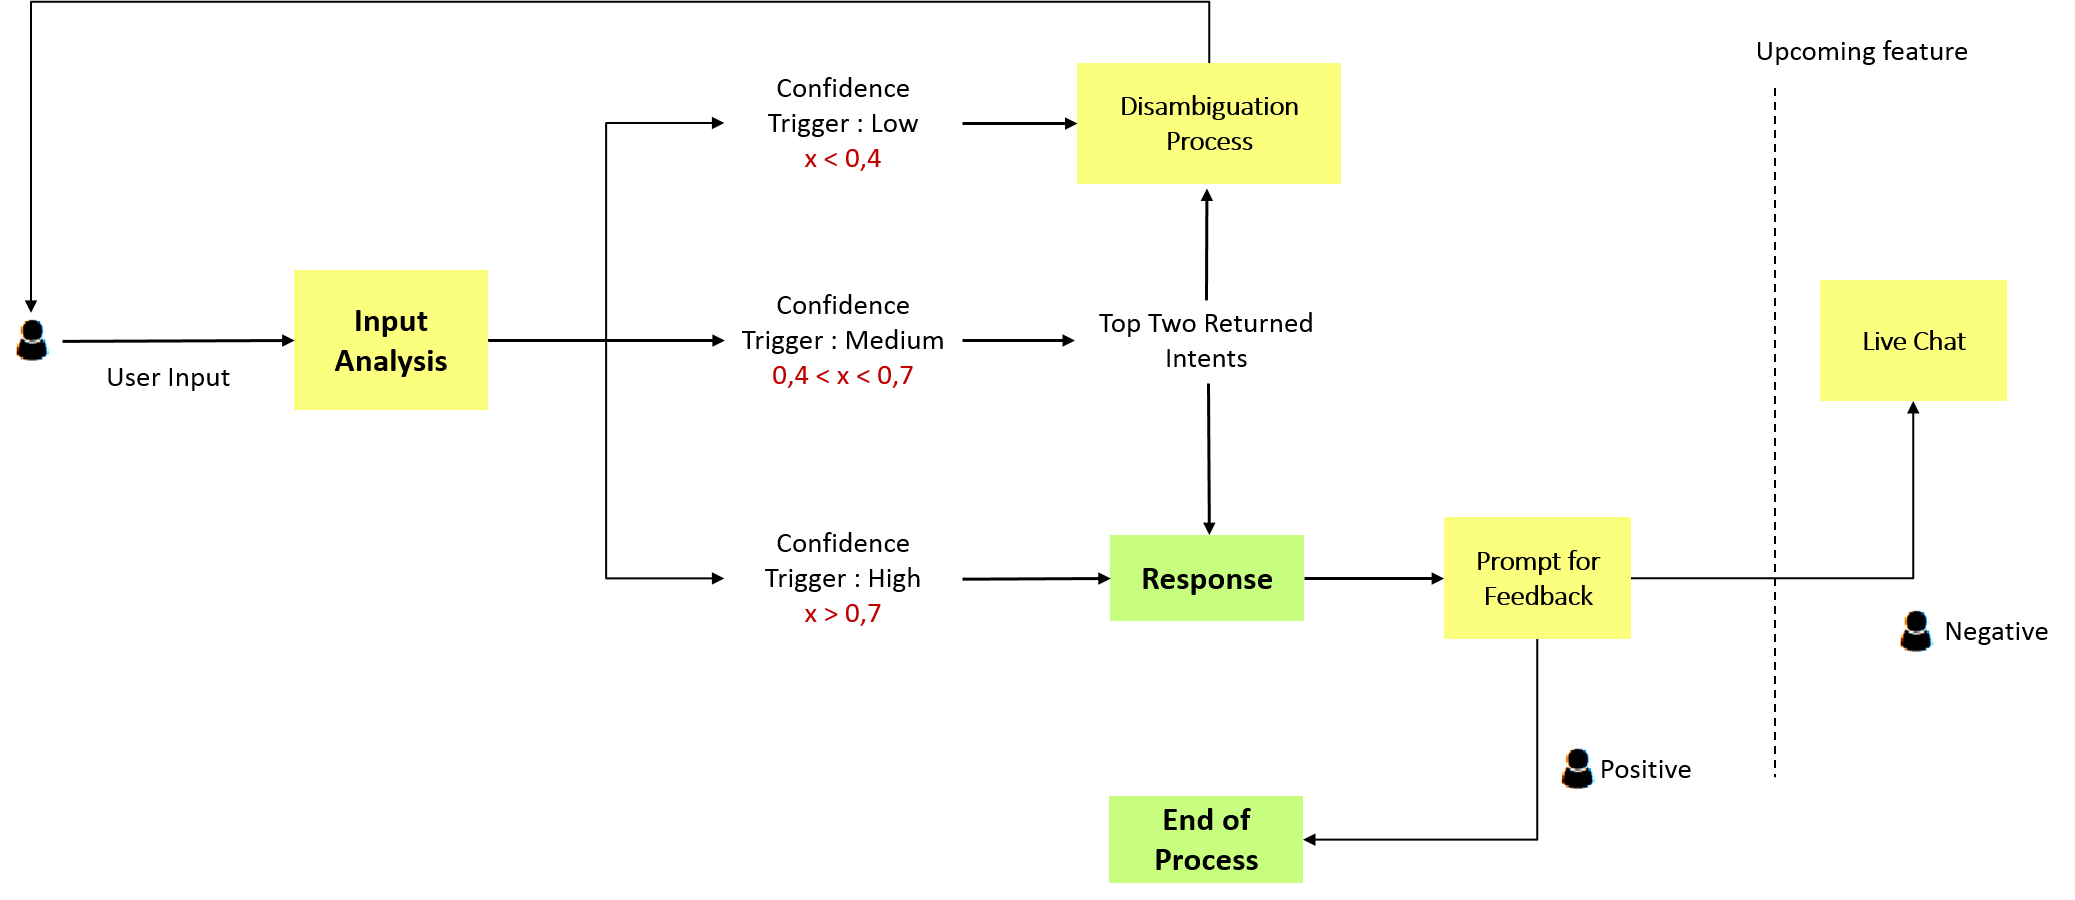 Upcoming feature
Confidence
Trigger : Low
x < 0,4
Disambiguation
Process
User Input
Input
Analysis
Confidence
Trigger : Medium
0,4 < x < 0,7
Top Two Returned
Intents
Live Chat
Confidence
Trigger : High
x > 0,7
Response
Prompt for
Feedback
Negative
Positive
End of
Process